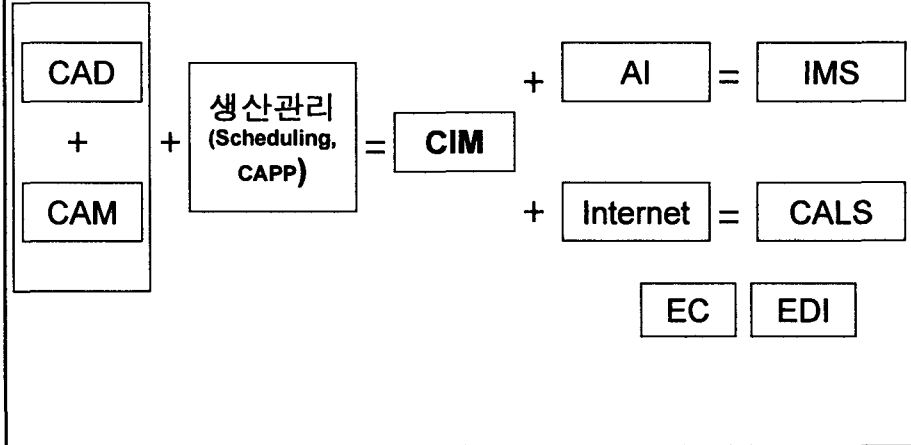 CAD
+
CAM
+
생산관리
(Scheduling,
CAPP)
=
CIM
+ AI = IMS
+ Internet = CALS
EC EDI